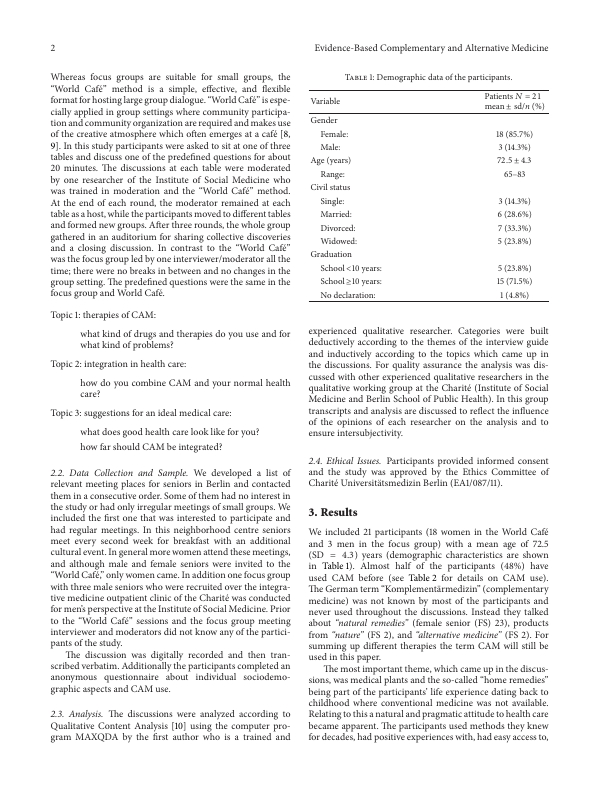 2 Evidence-Based Complementary and Alternative Medicine
Whereas focus groups are suitable for small groups, the
“World Café” method is a simple, effective, and flexible
format for hosting large group dialogue. “World Café” is espe-
cially applied in group settings where community participa-
tion and community organization are required and makes use
of the creative atmosphere which often emerges at a café [8,
9]. In this study participants were asked to sit at one of three
tables and discuss one of the predefined questions for about
20 minutes. The discussions at each table were moderated
by one researcher of the Institute of Social Medicine who
was trained in moderation and the “World Café” method.
At the end of each round, the moderator remained at each
table as a host, while the participants moved to different tables
and formed new groups. After three rounds, the whole group
gathered in an auditorium for sharing collective discoveries
and a closing discussion. In contrast to the “World Café”
was the focus group led by one interviewer/moderator all the
time; there were no breaks in between and no changes in the
group setting. The predefined questions were the same in the
focus group and World Café.
Topic 1: therapies of CAM:
what kind of drugs and therapies do you use and for
what kind of problems?
Topic 2: integration in health care:
how do you combine CAM and your normal health
care?
Topic 3: suggestions for an ideal medical care:
what does good health care look like for you?
how far should CAM be integrated?
2.2. Data Collection and Sample. We developed a list of
relevant meeting places for seniors in Berlin and contacted
them in a consecutive order. Some of them had no interest in
the study or had only irregular meetings of small groups. We
included the first one that was interested to participate and
had regular meetings. In this neighborhood centre seniors
meet every second week for breakfast with an additional
cultural event. In general more women attend these meetings,
and although male and female seniors were invited to the
“World Café,” only women came. In addition one focus group
with three male seniors who were recruited over the integra-
tive medicine outpatient clinic of the Charité was conducted
for men’s perspective at the Institute of Social Medicine. Prior
to the “World Café” sessions and the focus group meeting
interviewer and moderators did not know any of the partici-
pants of the study.
The discussion was digitally recorded and then tran-
scribed verbatim. Additionally the participants completed an
anonymous questionnaire about individual sociodemo-
graphic aspects and CAM use.
2.3. Analysis. The discussions were analyzed according to
Qualitative Content Analysis [10] using the computer pro-
gram MAXQDA by the first author who is a trained and
Table 1: Demographic data of the participants.
Variable Patients N = 21
mean ± sd/n (%)
Gender
Female: 18 (85.7%)
Male: 3 (14.3%)
Age (years) 72.5 ± 4.3
Range: 65–83
Civil status
Single: 3 (14.3%)
Married: 6 (28.6%)
Divorced: 7 (33.3%)
Widowed: 5 (23.8%)
Graduation
School <10 years: 5 (23.8%)
School ≥10 years: 15 (71.5%)
No declaration: 1 (4.8%)
experienced qualitative researcher. Categories were built
deductively according to the themes of the interview guide
and inductively according to the topics which came up in
the discussions. For quality assurance the analysis was dis-
cussed with other experienced qualitative researchers in the
qualitative working group at the Charité (Institute of Social
Medicine and Berlin School of Public Health). In this group
transcripts and analysis are discussed to reflect the influence
of the opinions of each researcher on the analysis and to
ensure intersubjectivity.
2.4. Ethical Issues. Participants provided informed consent
and the study was approved by the Ethics Committee of
Charité Universitätsmedizin Berlin (EA1/087/11).
3. Results
We included 21 participants (18 women in the World Café
and 3 men in the focus group) with a mean age of 72.5
(SD = 4.3) years (demographic characteristics are shown
in Table 1). Almost half of the participants (48%) have
used CAM before (see Table 2 for details on CAM use).
The German term “Komplementärmedizin” (complementary
medicine) was not known by most of the participants and
never used throughout the discussions. Instead they talked
about “natural remedies” (female senior (FS) 23), products
from “nature” (FS 2), and “alternative medicine” (FS 2). For
summing up different therapies the term CAM will still be
used in this paper.
The most important theme, which came up in the discus-
sions, was medical plants and the so-called “home remedies”
being part of the participants’ life experience dating back to
childhood where conventional medicine was not available.
Relating to this a natural and pragmatic attitude to health care
became apparent. The participants used methods they knew
for decades, had positive experiences with, had easy access to,